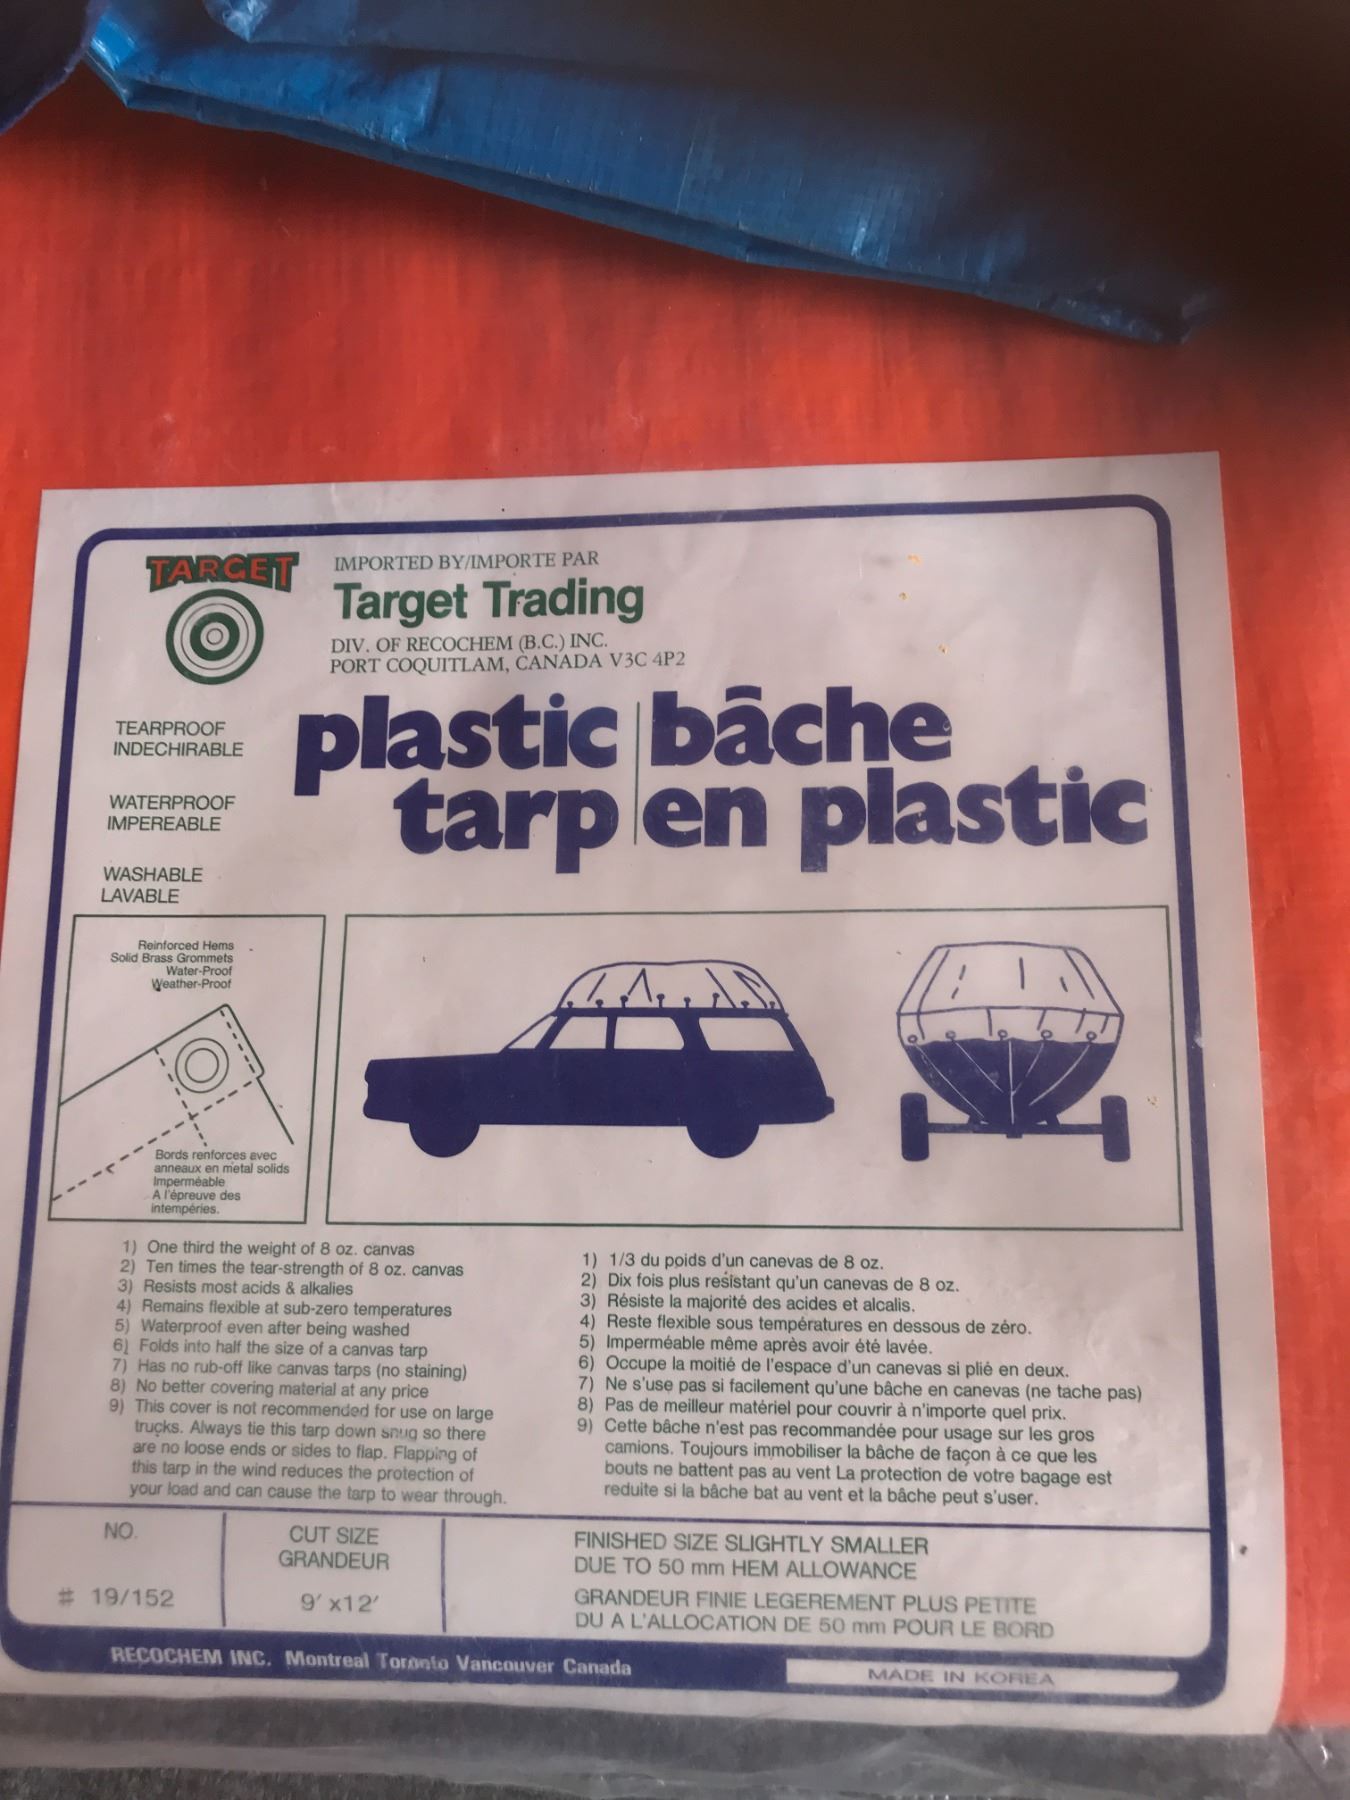 TARGET
IMPORTED BY/IMPORTE PAR
Target Trading
DIV. OF RECOCHEM (B.C.) INC.
PORT COQUITLAM, CANADA V3C 4P2
plastic
tarp
bâche
en plastic
TEARPROOF
INDECHIRABLE
WATERPROOF
IMPEREABLE
WASHABLE
LAVABLE
Reinforced Hems
Solid Brass Grommets
Water-Proof
Weather-Proof
Bords renforces avec
anneaux en métal solids
Imperméable
A l'épreuve des
intempéries.
1) One third the weight of 8 oz. canvas
2) Ten times the tear-strength of 8 oz. canvas
3) Resists most acids & alkalies
4) Remains flexible at sub-zero temperatures
5) Waterproof even after being washed
6) Folds into half the size of a canvas tarp
7) Has no rub-off like canvas tarps (no staining)
8) No better covering material at any price
9) This cover is not recommended for use on large
trucks. Always tie this tarp down snug so there
are no loose ends or sides to flap. Flapping of
this tarp in the wind reduces the protection of
your load and can cause the tarp to wear through.
1) 1/3 du poids d'un canevas de 8 oz.
2) Dix fois plus resistant qu'un canevas de 8 oz.
3) Résiste la majorité des acides et alcalis.
4) Reste flexible sous températures en dessous de zéro.
5) Imperméable même après avoir été lavée.
6) Occupe la moitié de l'espace d'un canevas si plié en deux.
7) Ne s'use pas si facilement qu'une bâche en canevas (ne tache pas)
8) Pas de meilleur matériel pour couvrir à n'importe quel prix.
9) Cette bâche n'est pas recommandée pour usage sur les gros
camions. Toujours immobiliser la bâche de façon à ce que les
bouts ne battent pas au vent La protection de votre bagage est
reduite si la bâche bat au vent et la bâche peut s'user.
NO.
# 19/152
CUT SIZE
GRANDEUR
9' x12'
FINISHED SIZE SLIGHTLY SMALLER
DUE TO 50 mm HEM ALLOWANCE
GRANDEUR FINIE LEGEREMENT PLUS PETITE
DU A L'ALLOCATION DE 50 mm POUR LE BORD
RECOCHEM INC. Montreal Toronto Vancouver Canada
MADE IN KOREA